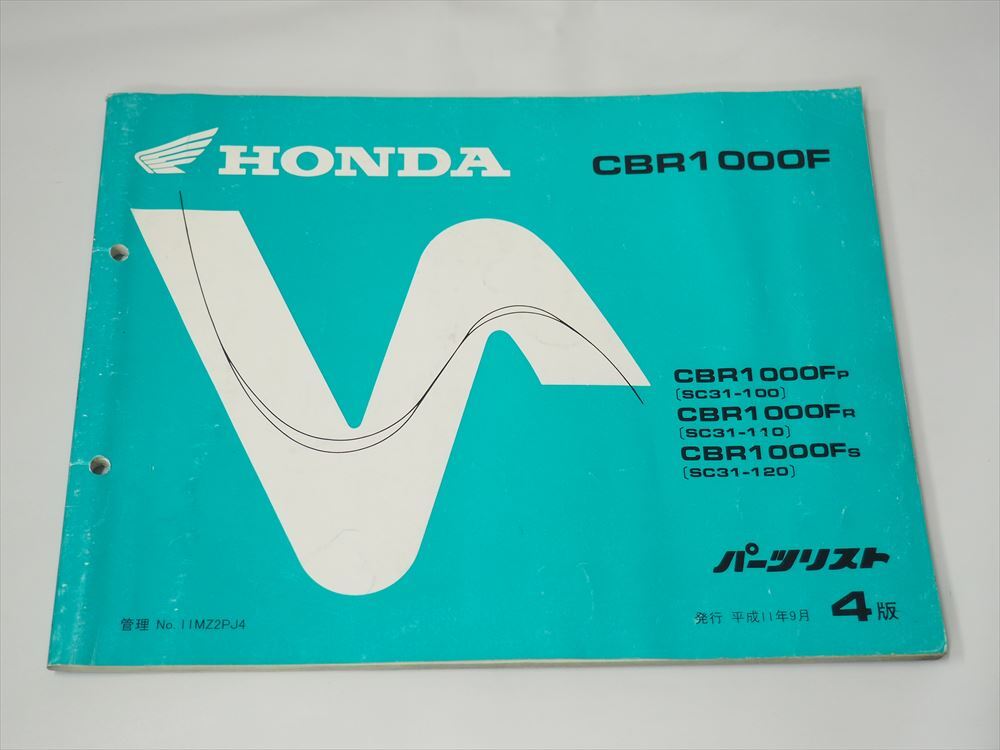 HONDA
CBR1000F
CBR1000FP
(SC31-100)
CBR1000FR
(SC31-110)
CBR1000FS
(SC31-120)
パーツリスト
管理 No. 11MZ2PJ4
発行 平成11年9月 4版